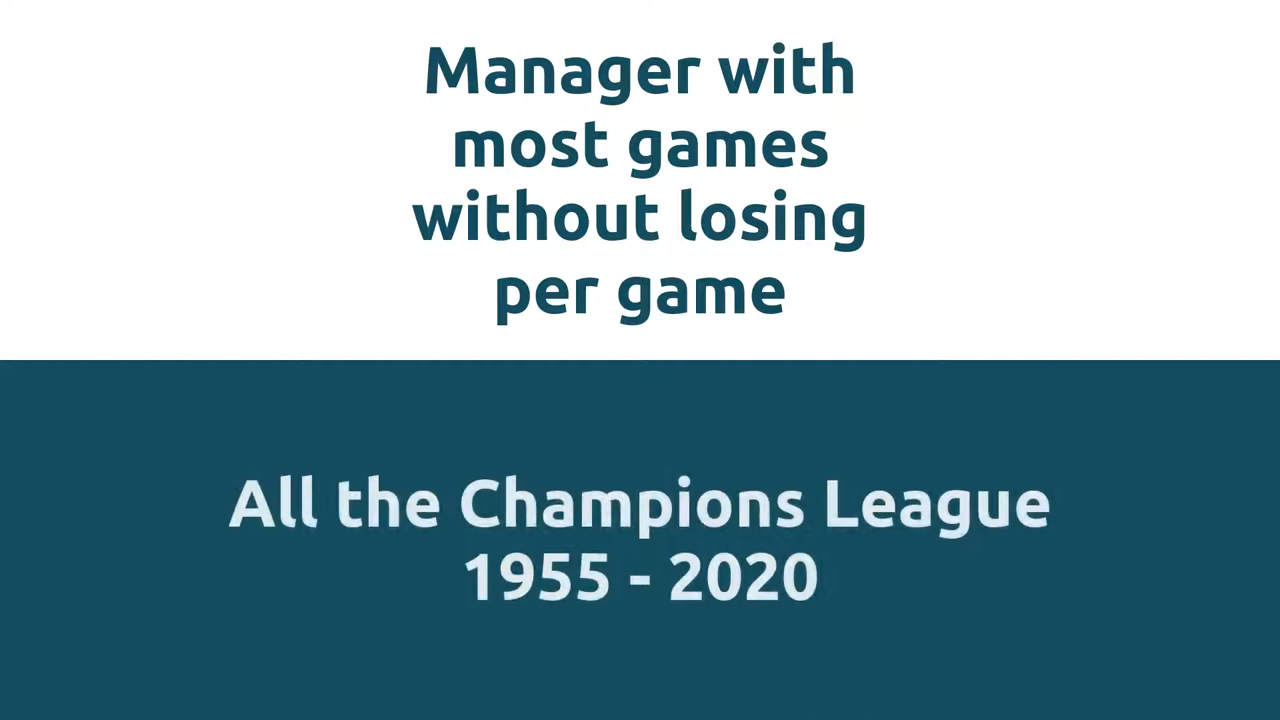 Manager with
most games
without losing
per game
All the Champions League
1955 - 2020